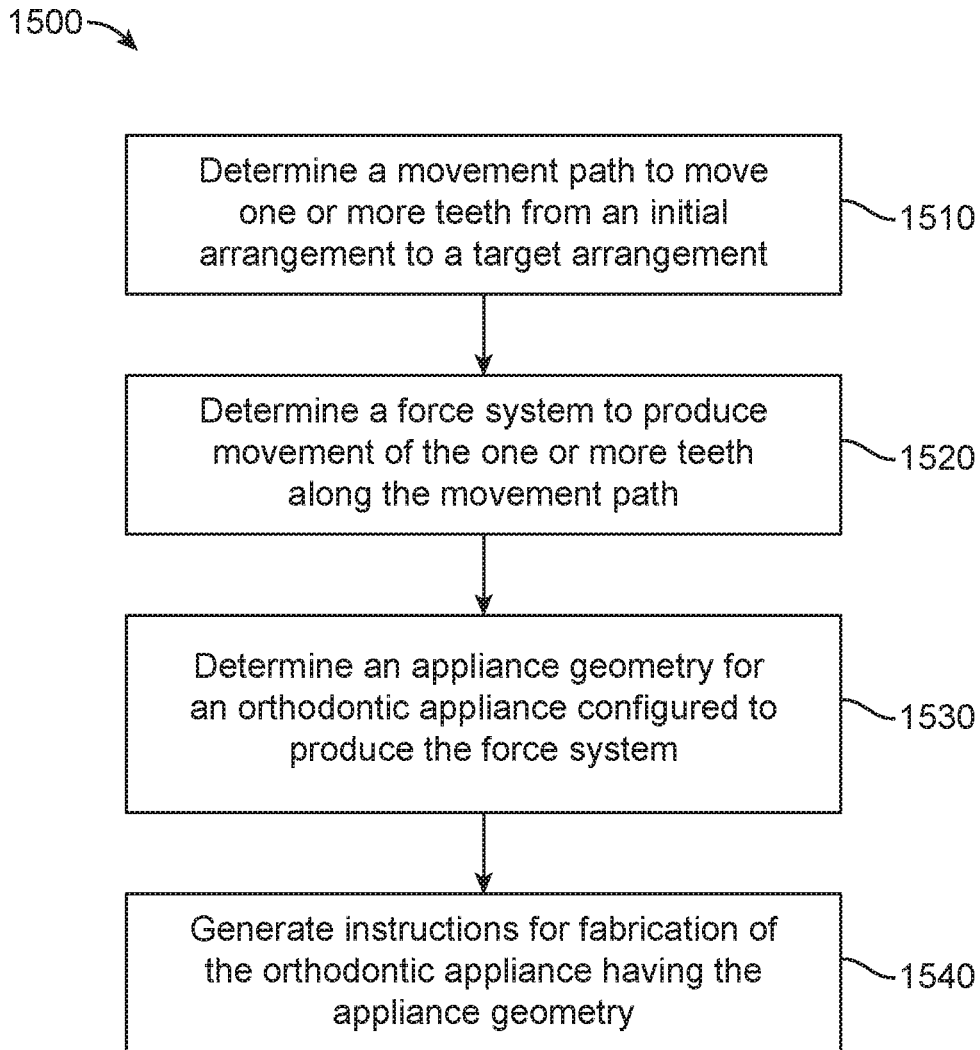 1500
Determine a movement path to move
one or more teeth from an initial
arrangement to a target arrangement
1510
Determine a force system to produce
movement of the one or more teeth
along the movement path
1520
Determine an appliance geometry for
an orthodontic appliance configured to
produce the force system
1530
Generate instructions for fabrication of
the orthodontic appliance having the
appliance geometry
1540